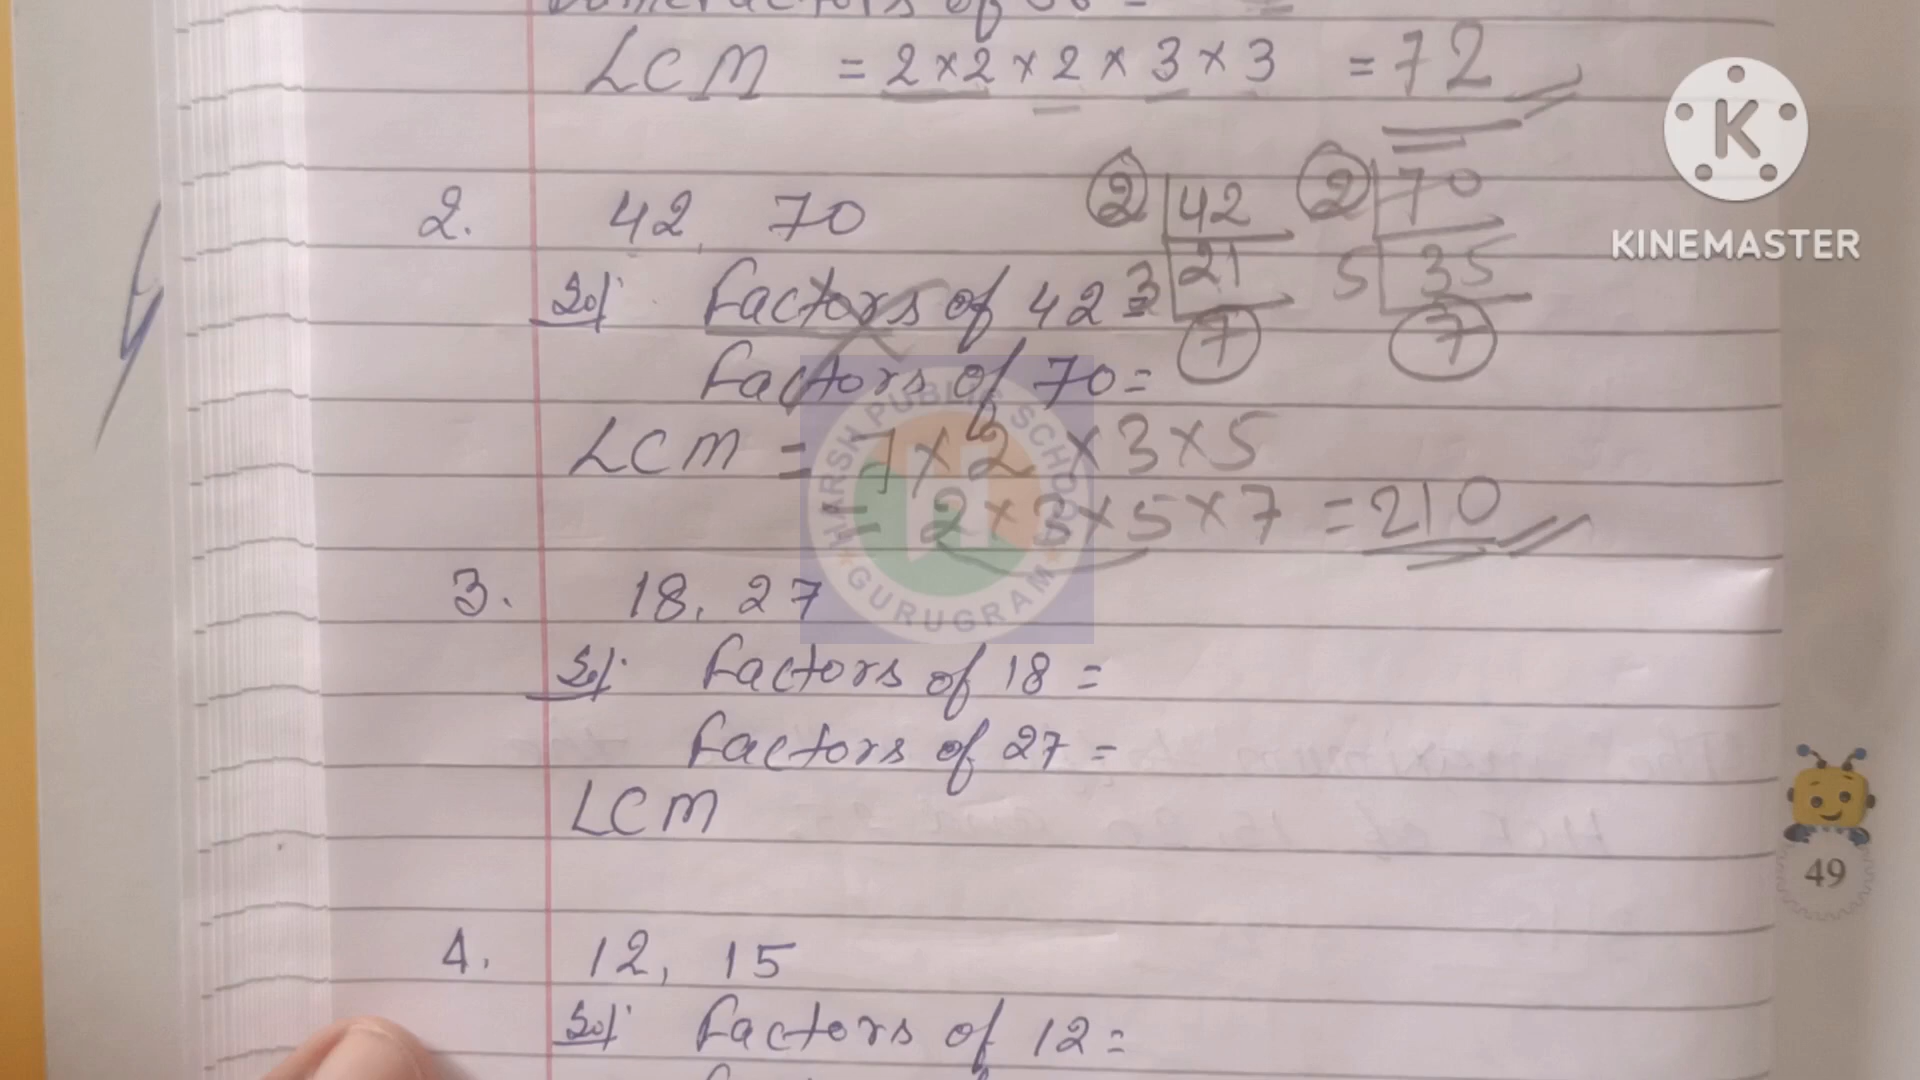 LCM = 2×2×2×3×3 = 72
KINEMASTER
2. 42, 70
2 42 2 70
3 21 5 35
7 7
Sol: Factors of 42 =
Factors of 70 =
LCM = 7×2×3×5
= 2×3×5×7 = 210
HARSH PUBLIC SCHOOL
GURUGRAM
3. 18, 27
Sol: Factors of 18 =
Factors of 27 =
LCM
49
4. 12, 15
Sol: Factors of 12 =